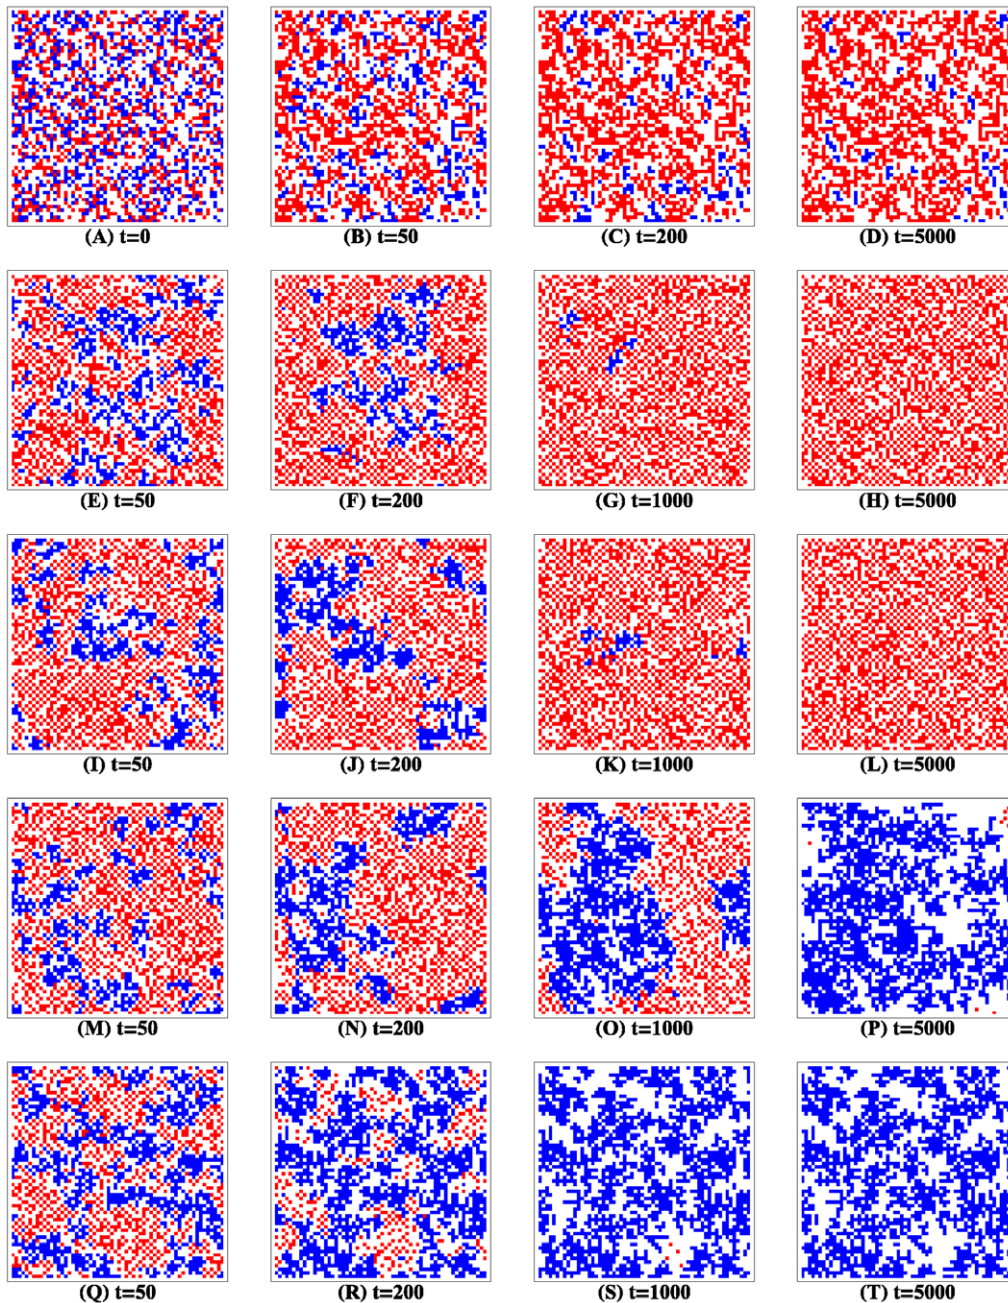 (A) t=0 (B) t=50 (C) t=200 (D) t=5000
(E) t=50 (F) t=200 (G) t=1000 (H) t=5000
(I) t=50 (J) t=200 (K) t=1000 (L) t=5000
(M) t=50 (N) t=200 (O) t=1000 (P) t=5000
(Q) t=50 (R) t=200 (S) t=1000 (T) t=5000